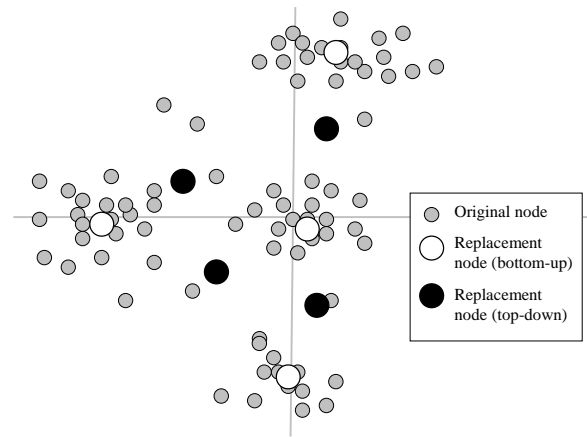 Original node
Replacement
node (bottom-up)
Replacement
node (top-down)